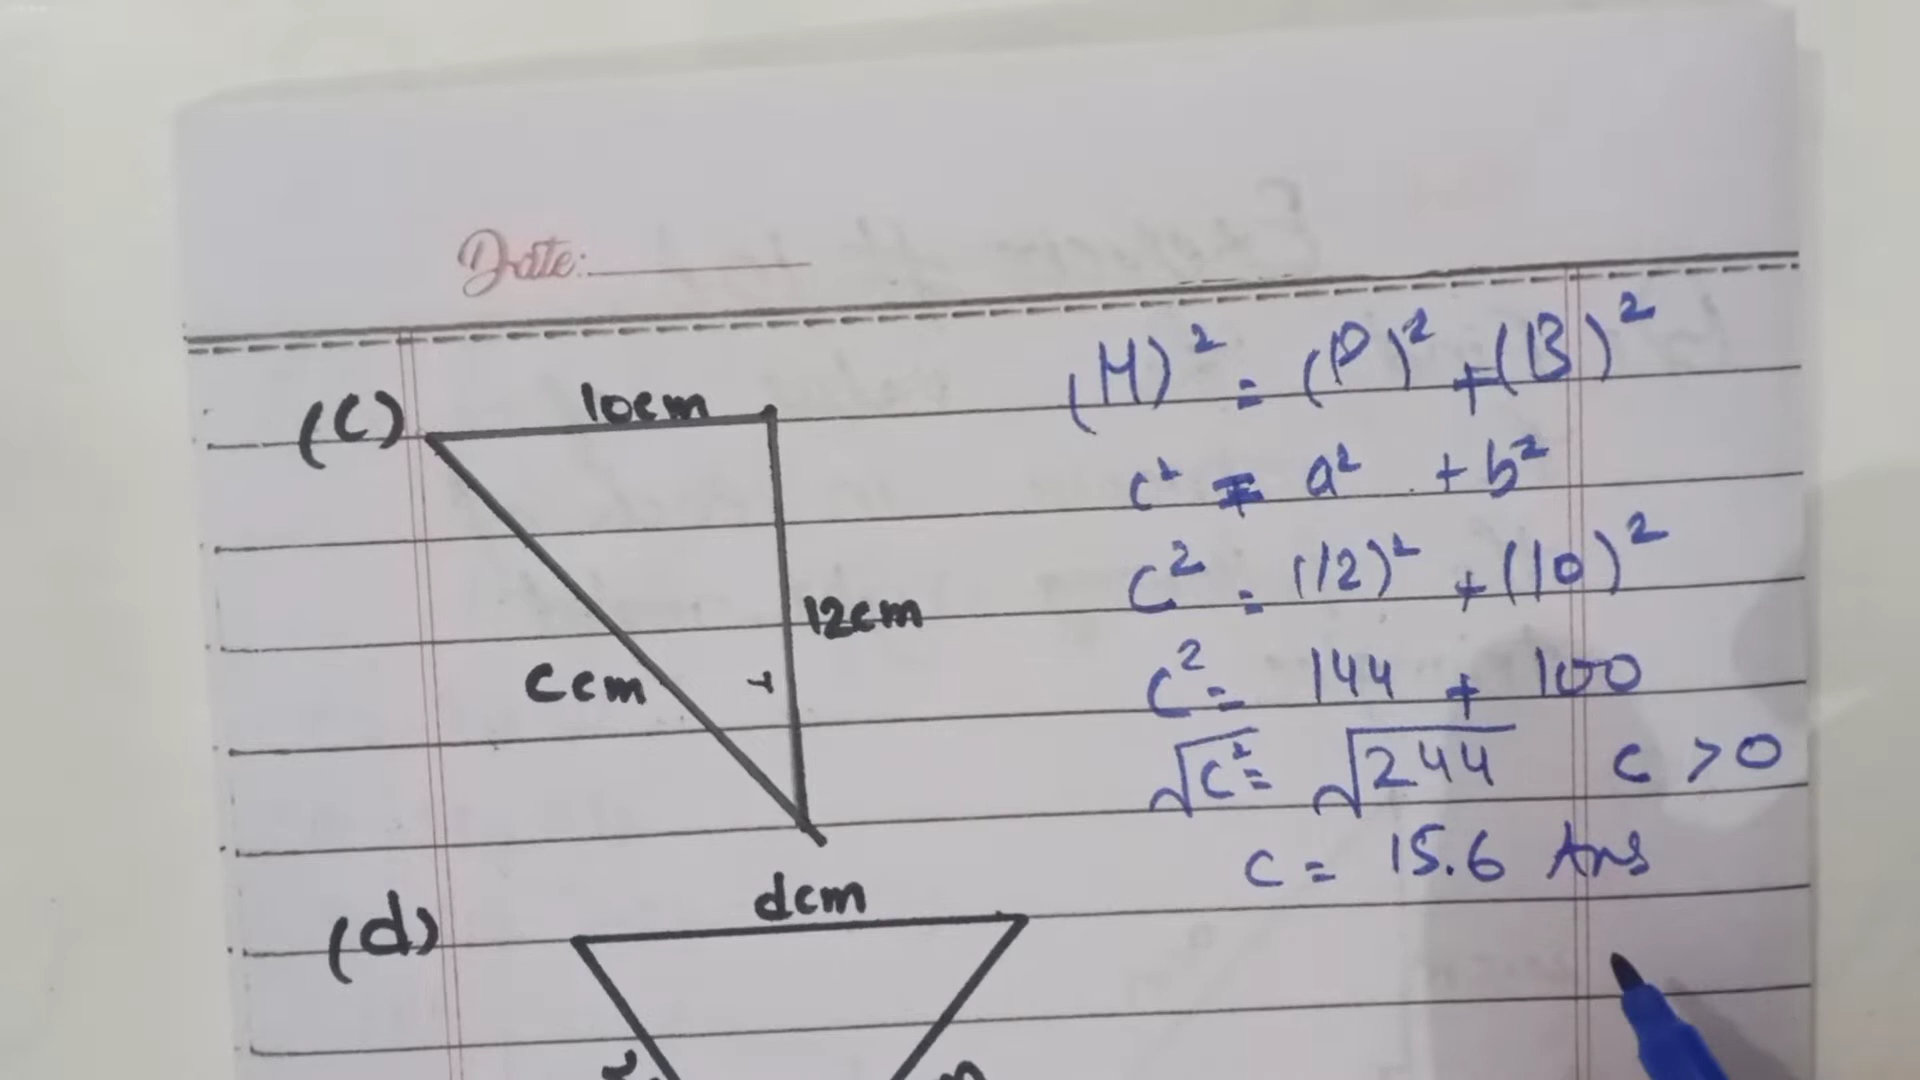 Date:
(C)
10cm
12cm
Ccm
(H)² = (P)² + (B)²
c² = a² + b²
C² = (12)² + (10)²
C² = 144 + 100
√C² = √244 c > 0
c = 15.6 Ans
(d)
dcm